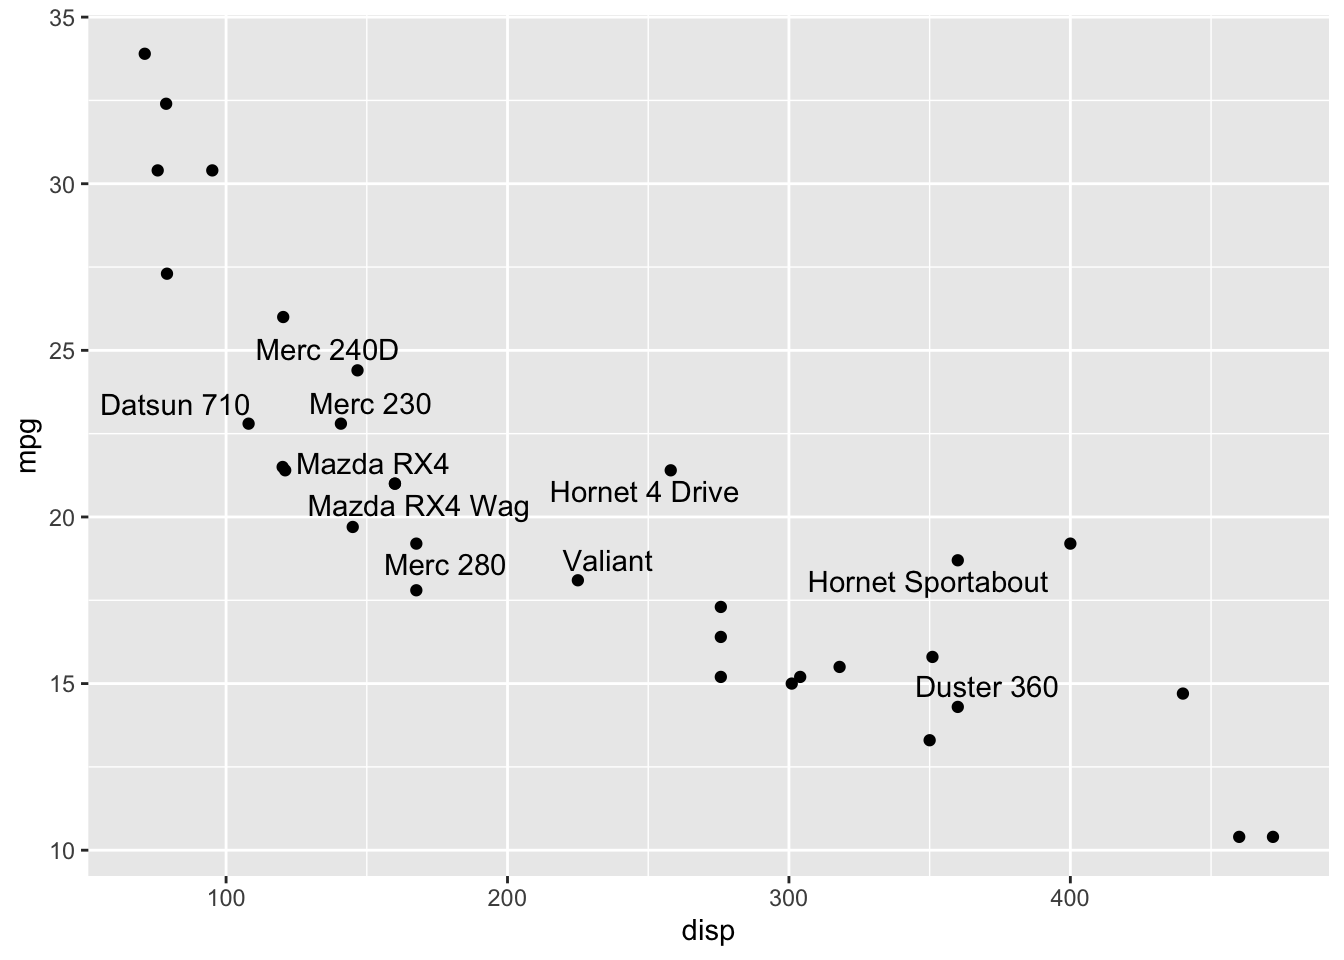 35
30
25
20
15
10
mpg
Merc 240D
Datsun 710
Merc 230
Mazda RX4
Hornet 4 Drive
Mazda RX4 Wag
Merc 280
Valiant
Hornet Sportabout
Duster 360
100
200
300
400
disp